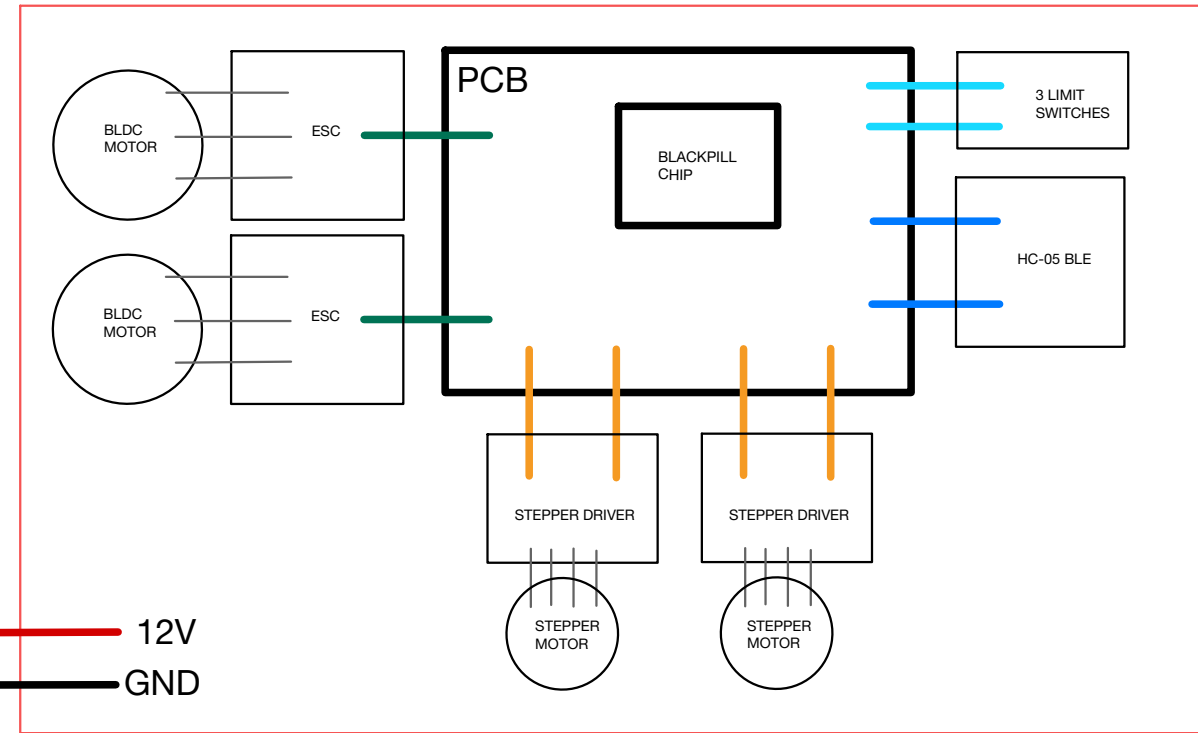 PCB
BLDC
MOTOR
ESC
BLACKPILL
CHIP
3 LIMIT
SWITCHES
HC-05 BLE
BLDC
MOTOR
ESC
STEPPER DRIVER
STEPPER DRIVER
STEPPER
MOTOR
STEPPER
MOTOR
12V
GND